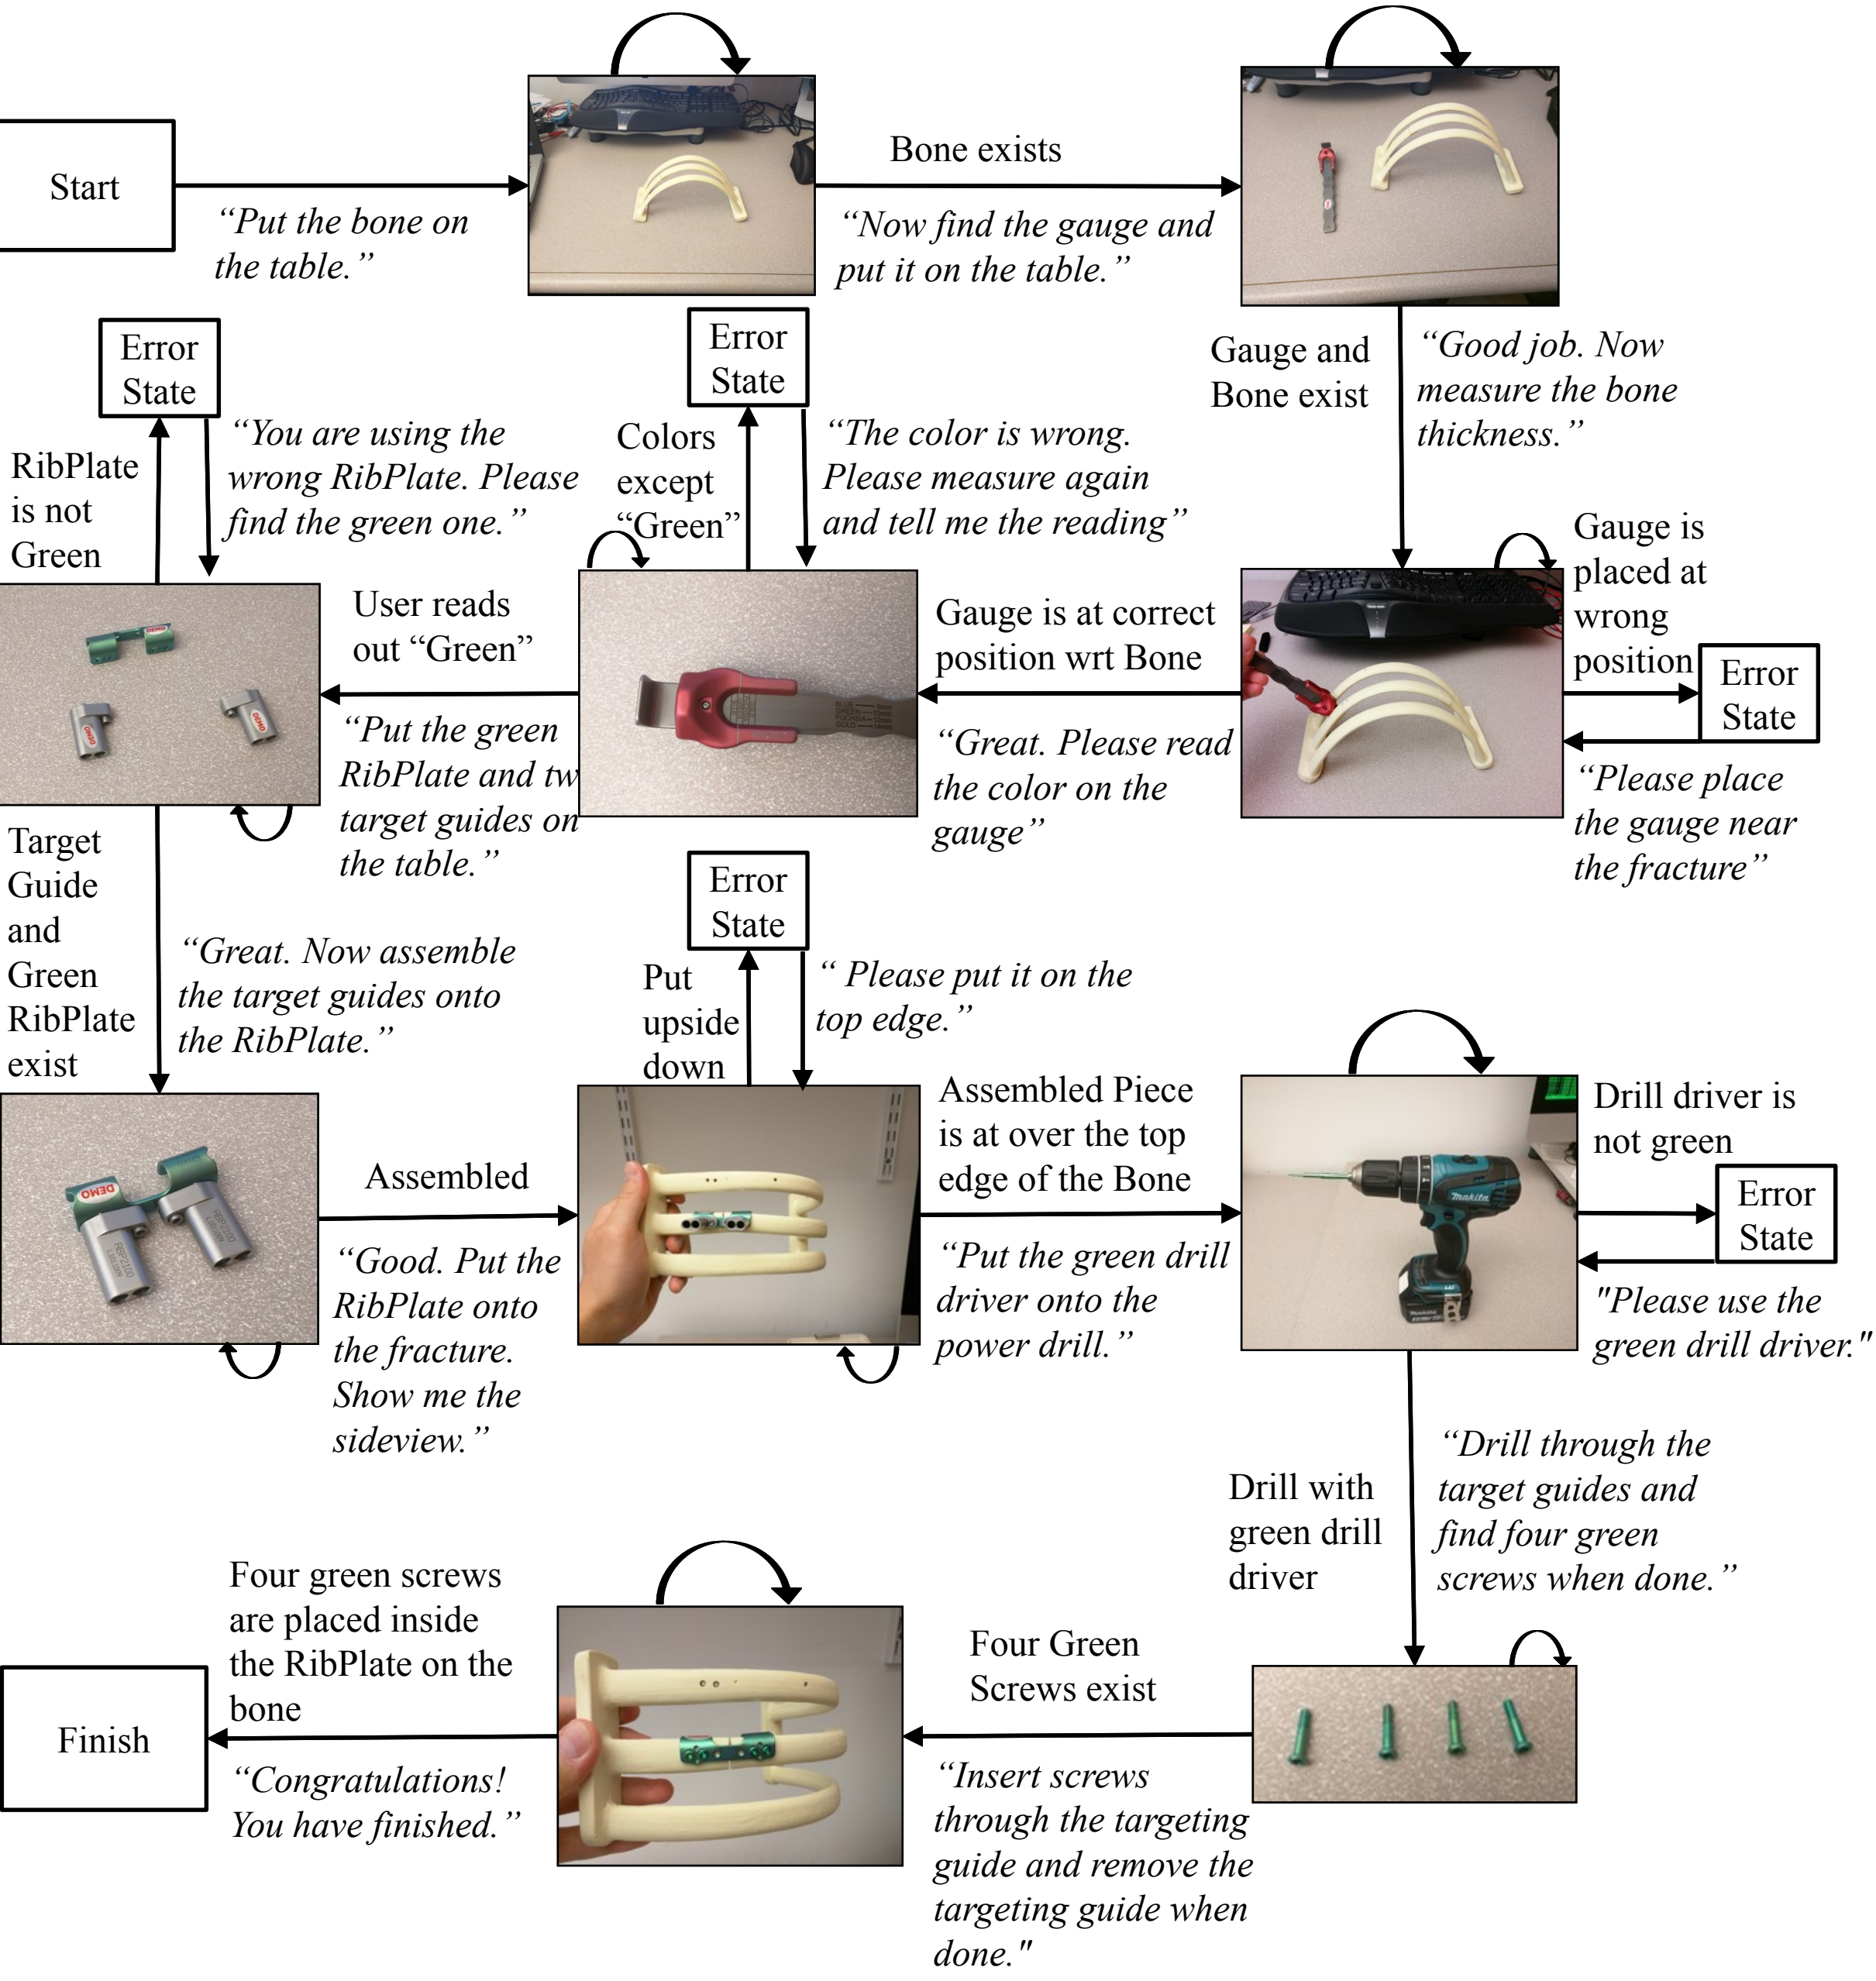 Start
“Put the bone on
the table.”
Bone exists
“Now find the gauge and
put it on the table.”
Gauge and
Bone exist
“Good job. Now
measure the bone
thickness.”
Gauge is
placed at
wrong
position
Error
State
“Please place
the gauge near
the fracture”
Gauge is at correct
position wrt Bone
“Great. Please read
the color on the
gauge”
Error
State
Colors
except
“Green”
“The color is wrong.
Please measure again
and tell me the reading”
BLUE
GREEN
FUCHSIA
GOLD
User reads
out “Green”
“Put the green
RibPlate and tw
target guides on
the table.”
Error
State
RibPlate
is not
Green
“You are using the
wrong RibPlate. Please
find the green one.”
DEMO
DEMO
DEMO
Target
Guide
and
Green
RibPlate
exist
“Great. Now assemble
the target guides onto
the RibPlate.”
DEMO
Assembled
“Good. Put the
RibPlate onto
the fracture.
Show me the
sideview.”
Error
State
Put
upside
down
“ Please put it on the
top edge.”
Assembled Piece
is at over the top
edge of the Bone
“Put the green drill
driver onto the
power drill.”
makita
Drill driver is
not green
Error
State
"Please use the
green drill driver."
Drill with
green drill
driver
“Drill through the
target guides and
find four green
screws when done.”
Four Green
Screws exist
“Insert screws
through the targeting
guide and remove the
targeting guide when
done."
Four green screws
are placed inside
the RibPlate on the
bone
“Congratulations!
You have finished.”
Finish